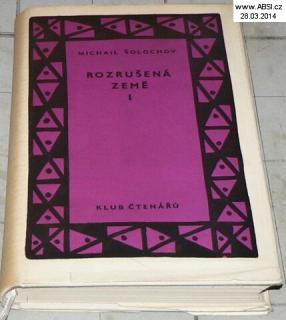 www.ABSI.cz
28.03.2014
MICHAIL ŠOLOCHOV
ROZRUŠENÁ
ZEMĚ
I
KLUB ČTENÁŘŮ